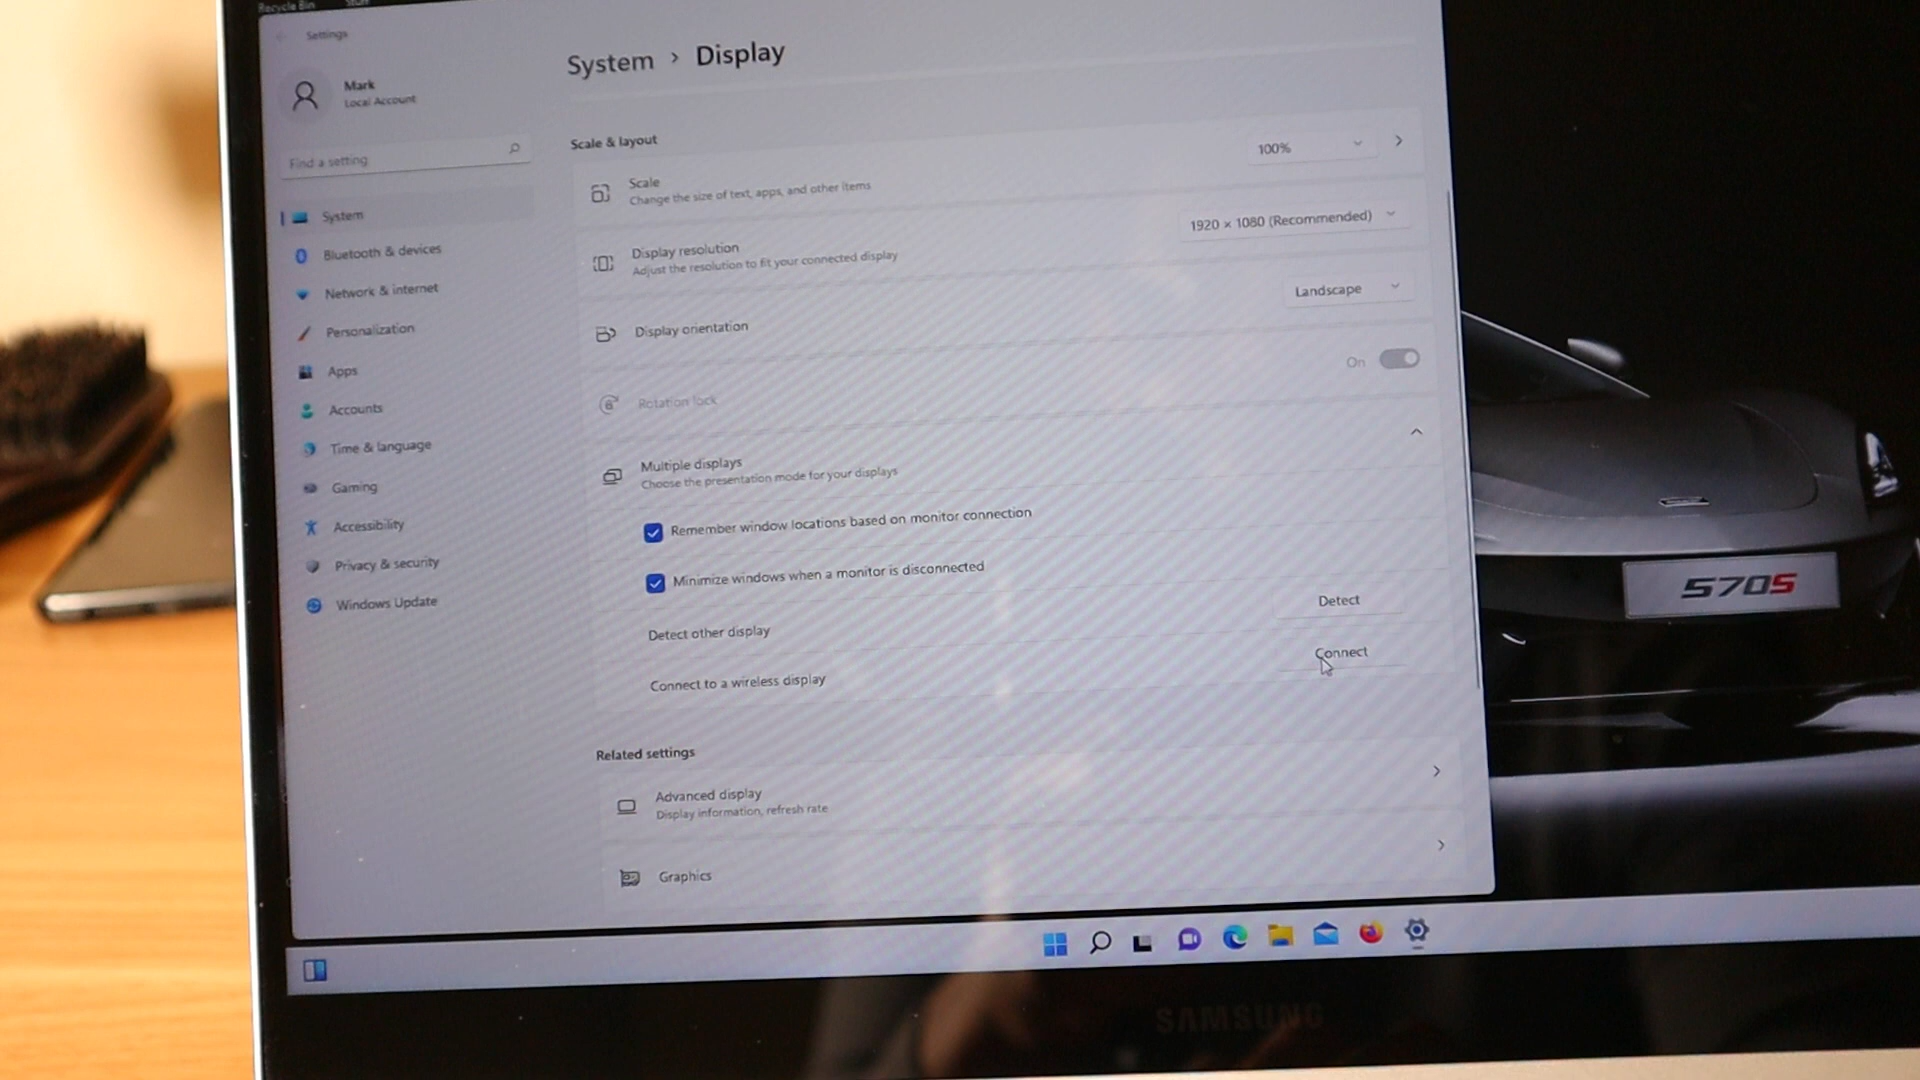 Recycle Bin
Stuff
Settings
System > Display
Mark
Local Account
Find a setting
System
Bluetooth & devices
Network & internet
Personalization
Apps
Accounts
Time & language
Gaming
Accessibility
Privacy & security
Windows Update
Scale & layout
Scale
Change the size of text, apps, and other items
100%
Display resolution
Adjust the resolution to fit your connected display
1920 × 1080 (Recommended)
Display orientation
Landscape
Rotation lock
On
Multiple displays
Choose the presentation mode for your displays
Remember window locations based on monitor connection
Minimize windows when a monitor is disconnected
Detect other display
Detect
Connect to a wireless display
Connect
Related settings
Advanced display
Display information, refresh rate
Graphics
570S
SAMSUNG